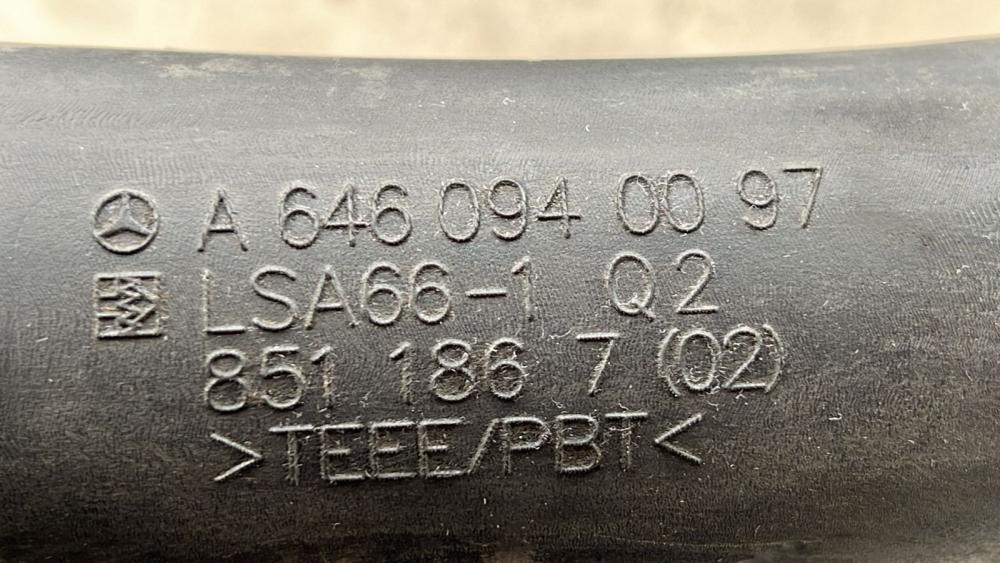 A 646 094 00 97
LSA66-1 Q2
851 186 7 (02)
>TEEE/PBT<